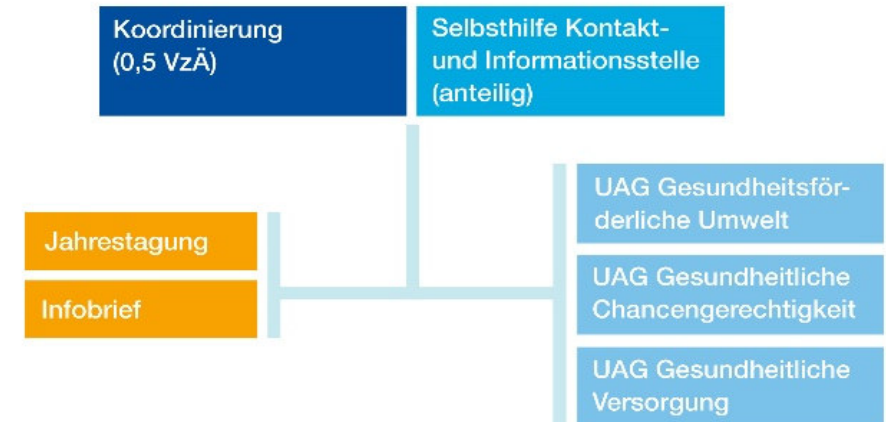 Koordinierung
(0,5 VzÄ)
Selbsthilfe Kontakt-
und Informationsstelle
(anteilig)
Jahrestagung
Infobrief
UAG Gesundheitsför-
derliche Umwelt
UAG Gesundheitliche
Chancengerechtigkeit
UAG Gesundheitliche
Versorgung